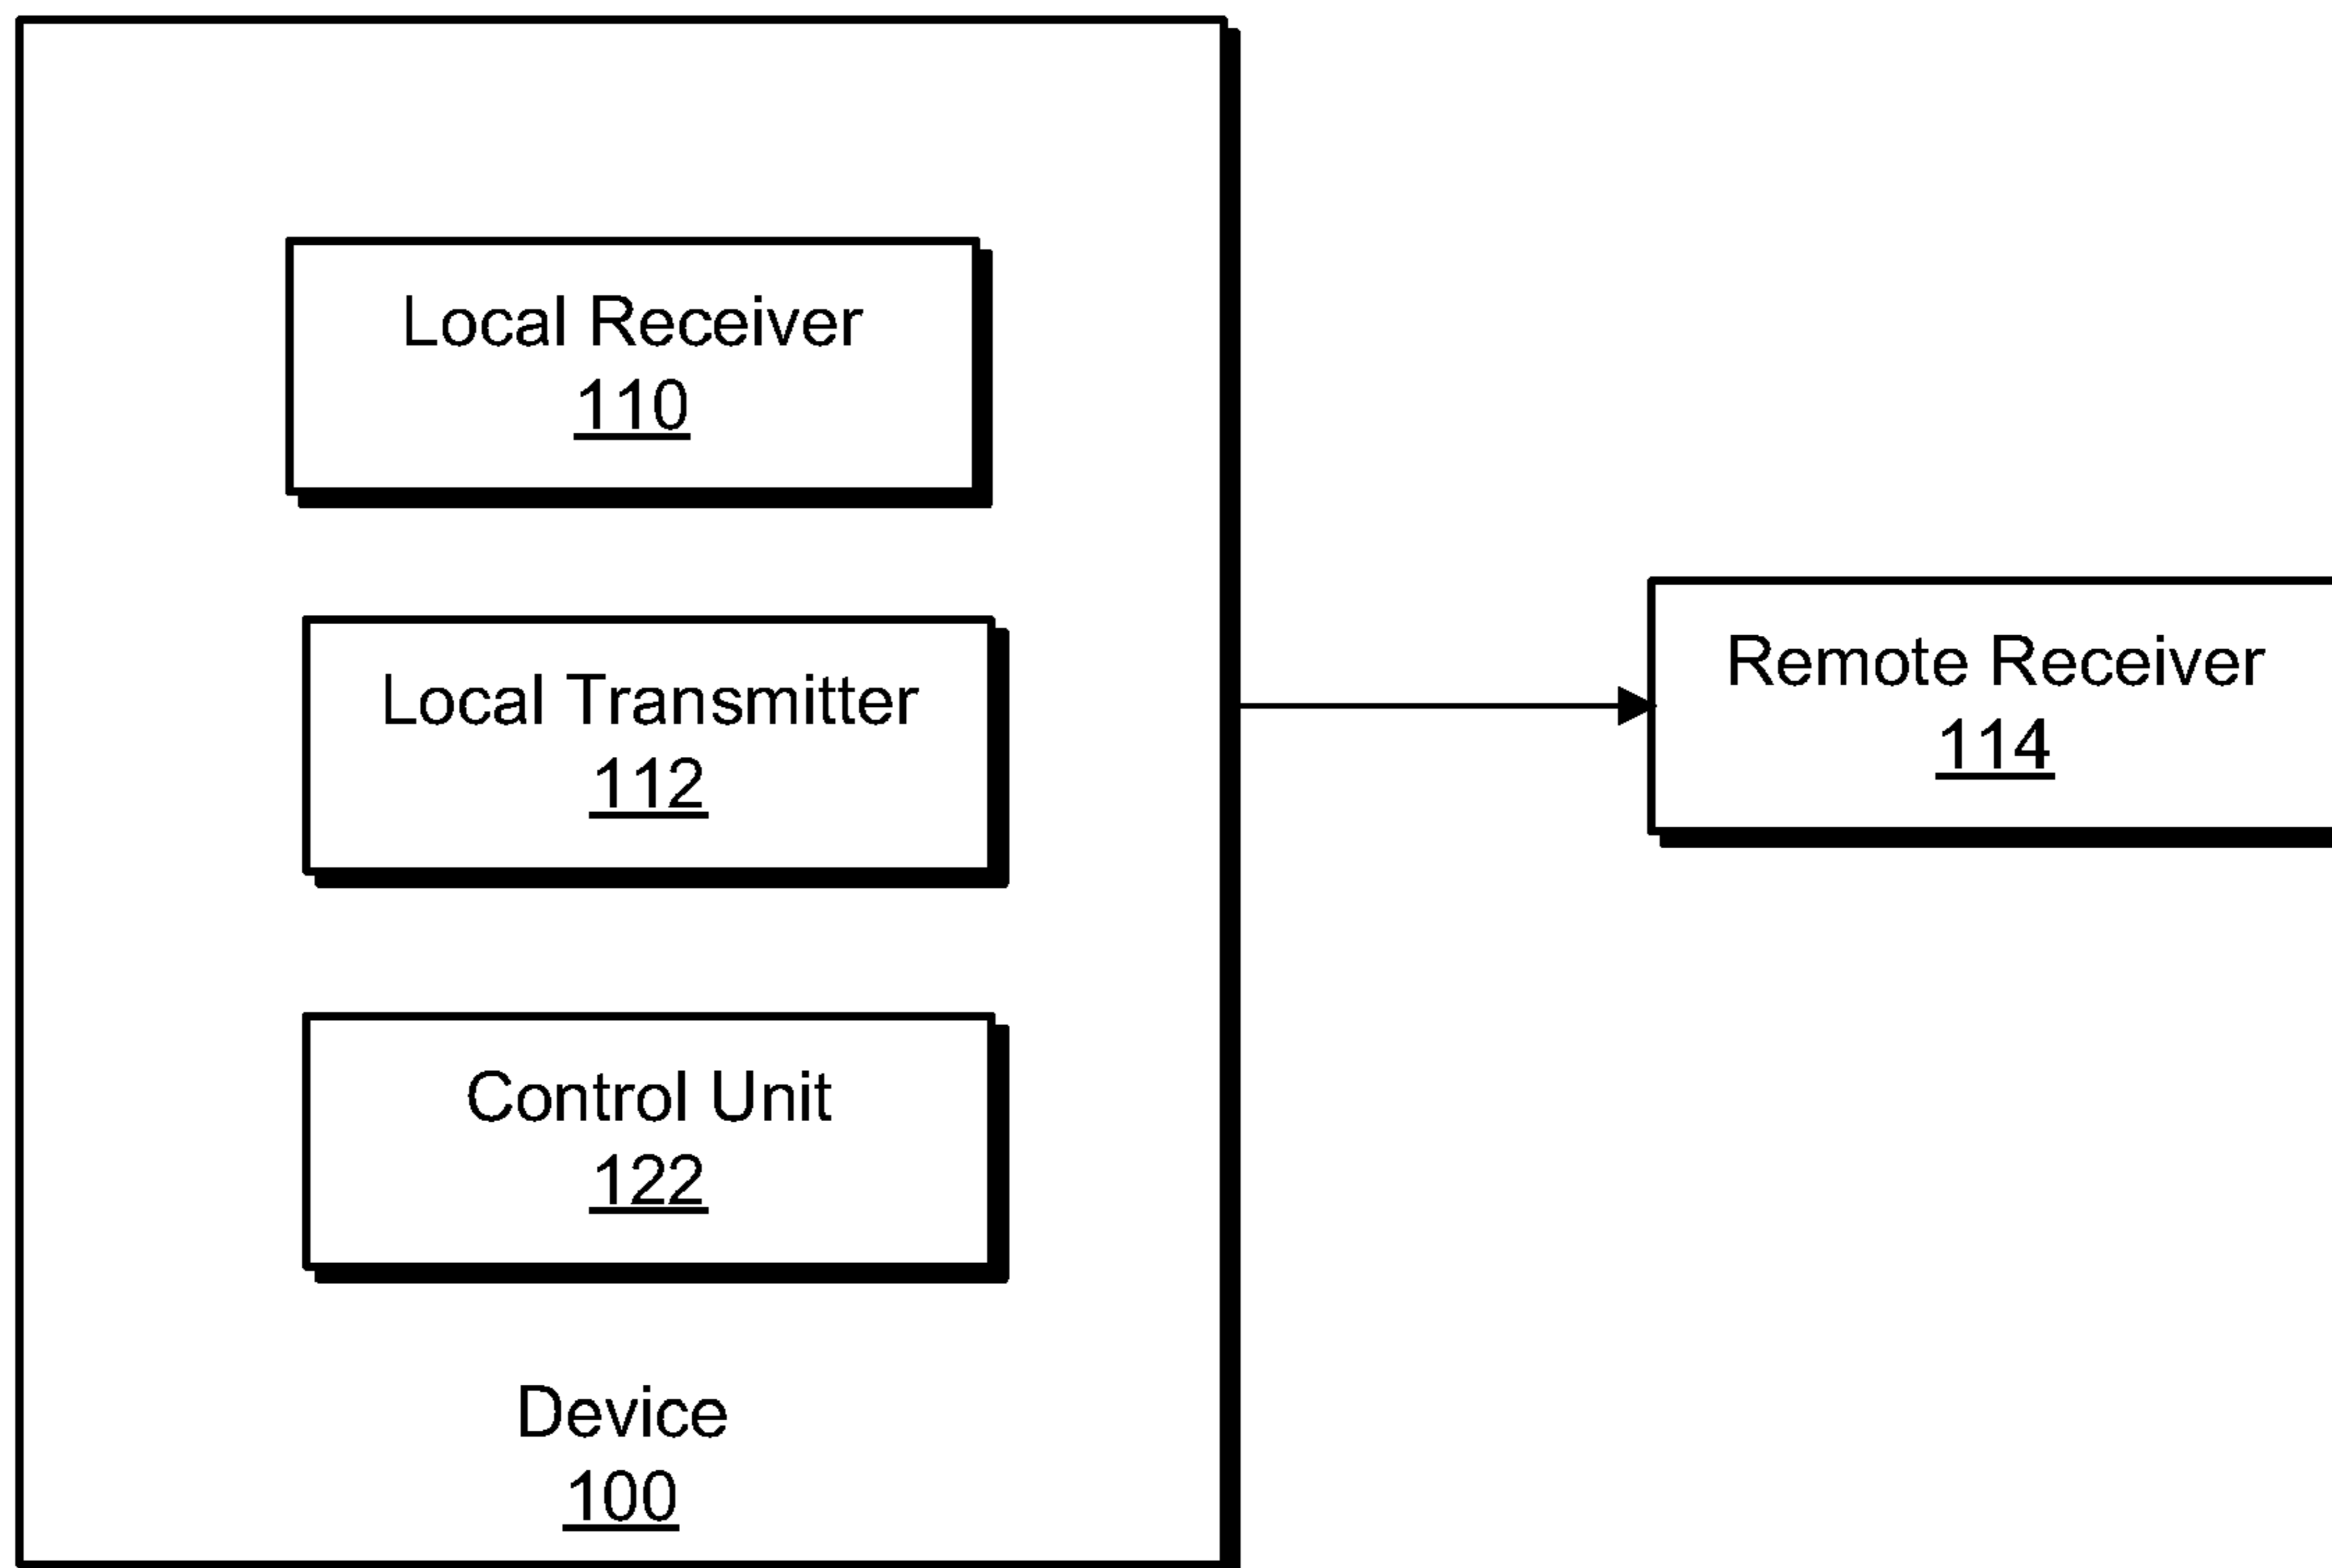 Local Receiver
110
Local Transmitter
112
Control Unit
122
Device
100
Remote Receiver
114